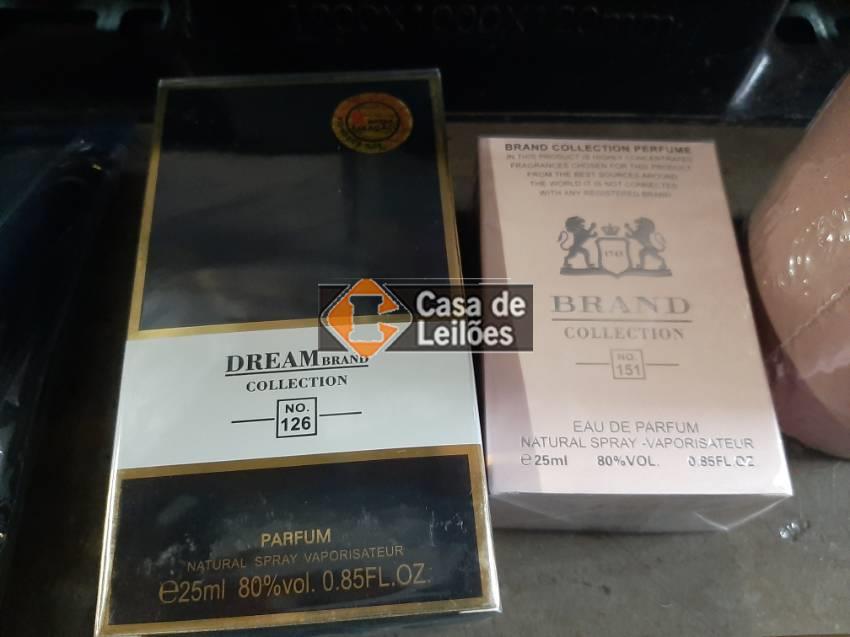 DREAM BRAND
COLLECTION
NO.
126
PARFUM
NATURAL SPRAY VAPORISATEUR
℮25ml 80%vol. 0.85FL.OZ.
BRAND COLLECTION PERFUME
IN THIS PRODUCT IS HIGHLY CONCENTRATED
FRAGRANCES CHOSEN FOR THIS PRODUCT
FROM THE BEST SOURCES AROUND
THE WORLD IT IS NOT CONNECTED
WITH ANY REGISTERED BRAND
1743
BRAND
COLLECTION
NO.
151
EAU DE PARFUM
NATURAL SPRAY -VAPORISATEUR
℮25ml 80%VOL. 0.85FL.OZ
Casa de
Leilões